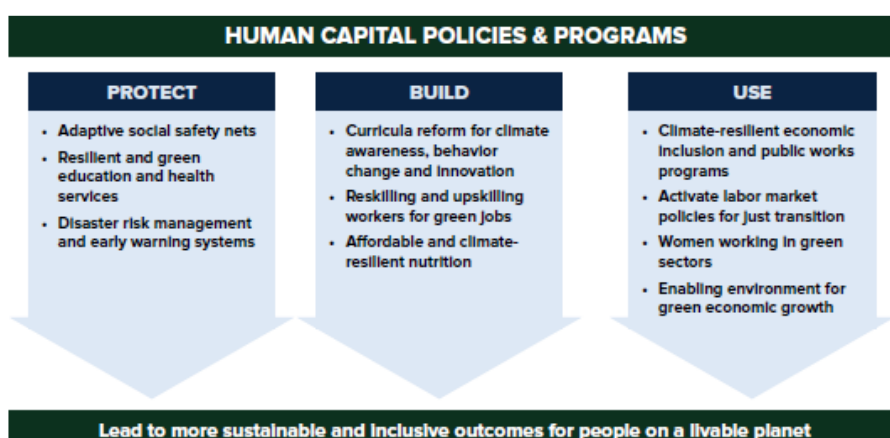 HUMAN CAPITAL POLICIES & PROGRAMS
PROTECT
• Adaptive social safety nets
• Resilient and green
education and health
services
• Disaster risk management
and early warning systems
BUILD
• Curricula reform for climate
awareness, behavior
change and innovation
• Reskilling and upskilling
workers for green jobs
• Affordable and climate-
resilient nutrition
USE
• Climate-resilient economic
inclusion and public works
programs
• Activate labor market
policies for just transition
• Women working in green
sectors
• Enabling environment for
green economic growth
Lead to more sustainable and inclusive outcomes for people on a livable planet